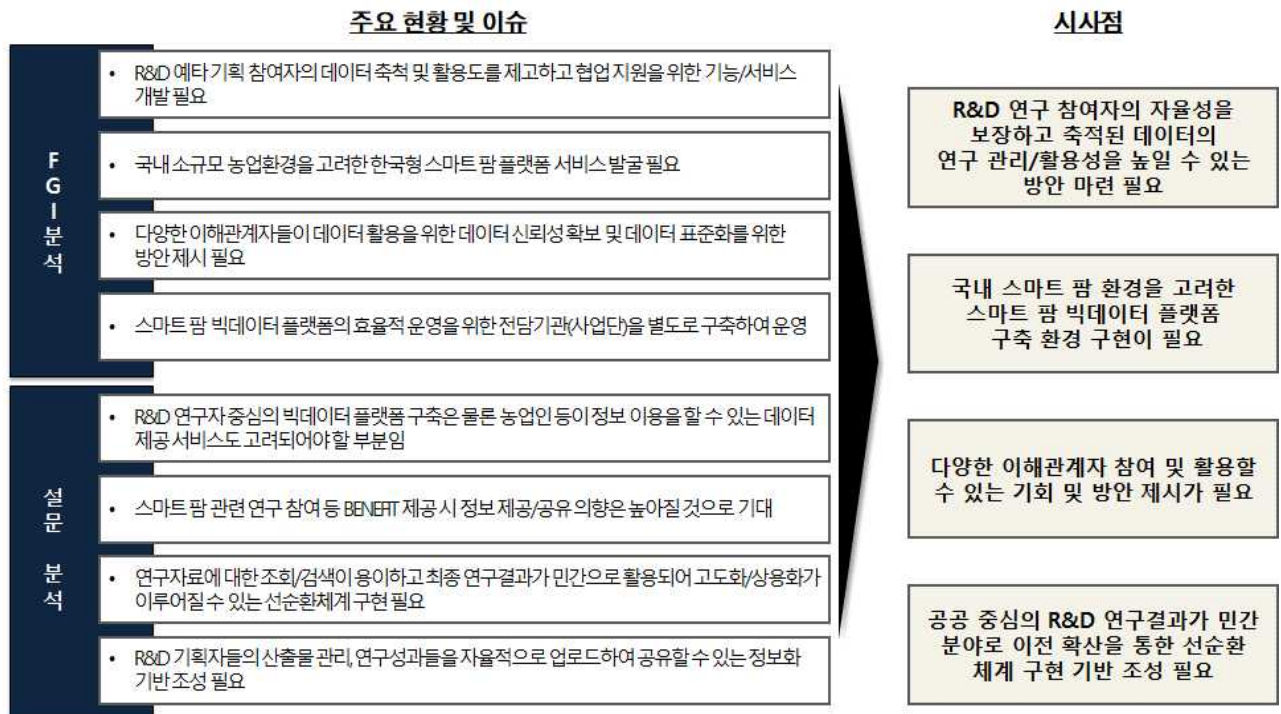 주요 현황 및 이슈
시사점
FGI분석
• R&D 예타 기획 참여자의 데이터 축척 및 활용도를 제고하고 협업 지원을 위한 기능/서비스
개발 필요
• 국내 소규모 농업환경을 고려한 한국형 스마트 팜 플랫폼 서비스 발굴 필요
• 다양한 이해관계자들이 데이터 활용을 위한 데이터 신뢰성 확보 및 데이터 표준화를 위한
방안 제시 필요
• 스마트 팜 빅데이터 플랫폼의 효율적 운영을 위한 전담기관(사업단)을 별도로 구축하여 운영
설문 분석
• R&D 연구자 중심의 빅데이터 플랫폼 구축은 물론 농업인 등이 정보 이용을 할 수 있는 데이터
제공 서비스도 고려되어야할 부분임
• 스마트 팜 관련 연구 참여 등 BENEFIT 제공 시 정보 제공/공유 의향은 높아질 것으로 기대
• 연구자료에 대한 조회/검색이 용이하고 최종 연구결과가 민간으로 활용되어 고도화/상용화가
이루어질 수 있는 선순환체계 구현 필요
• R&D 기획자들의 산출물 관리, 연구성과들을 자율적으로 업로드하여 공유할 수 있는 정보화
기반 조성 필요
R&D 연구 참여자의 자율성을
보장하고 축적된 데이터의
연구 관리/활용성을 높일 수 있는
방안 마련 필요
국내 스마트 팜 환경을 고려한
스마트 팜 빅데이터 플랫폼
구축 환경 구현이 필요
다양한 이해관계자 참여 및 활용할
수 있는 기회 및 방안 제시가 필요
공공 중심의 R&D 연구결과가 민간
분야로 이전 확산을 통한 선순환
체계 구현 기반 조성 필요